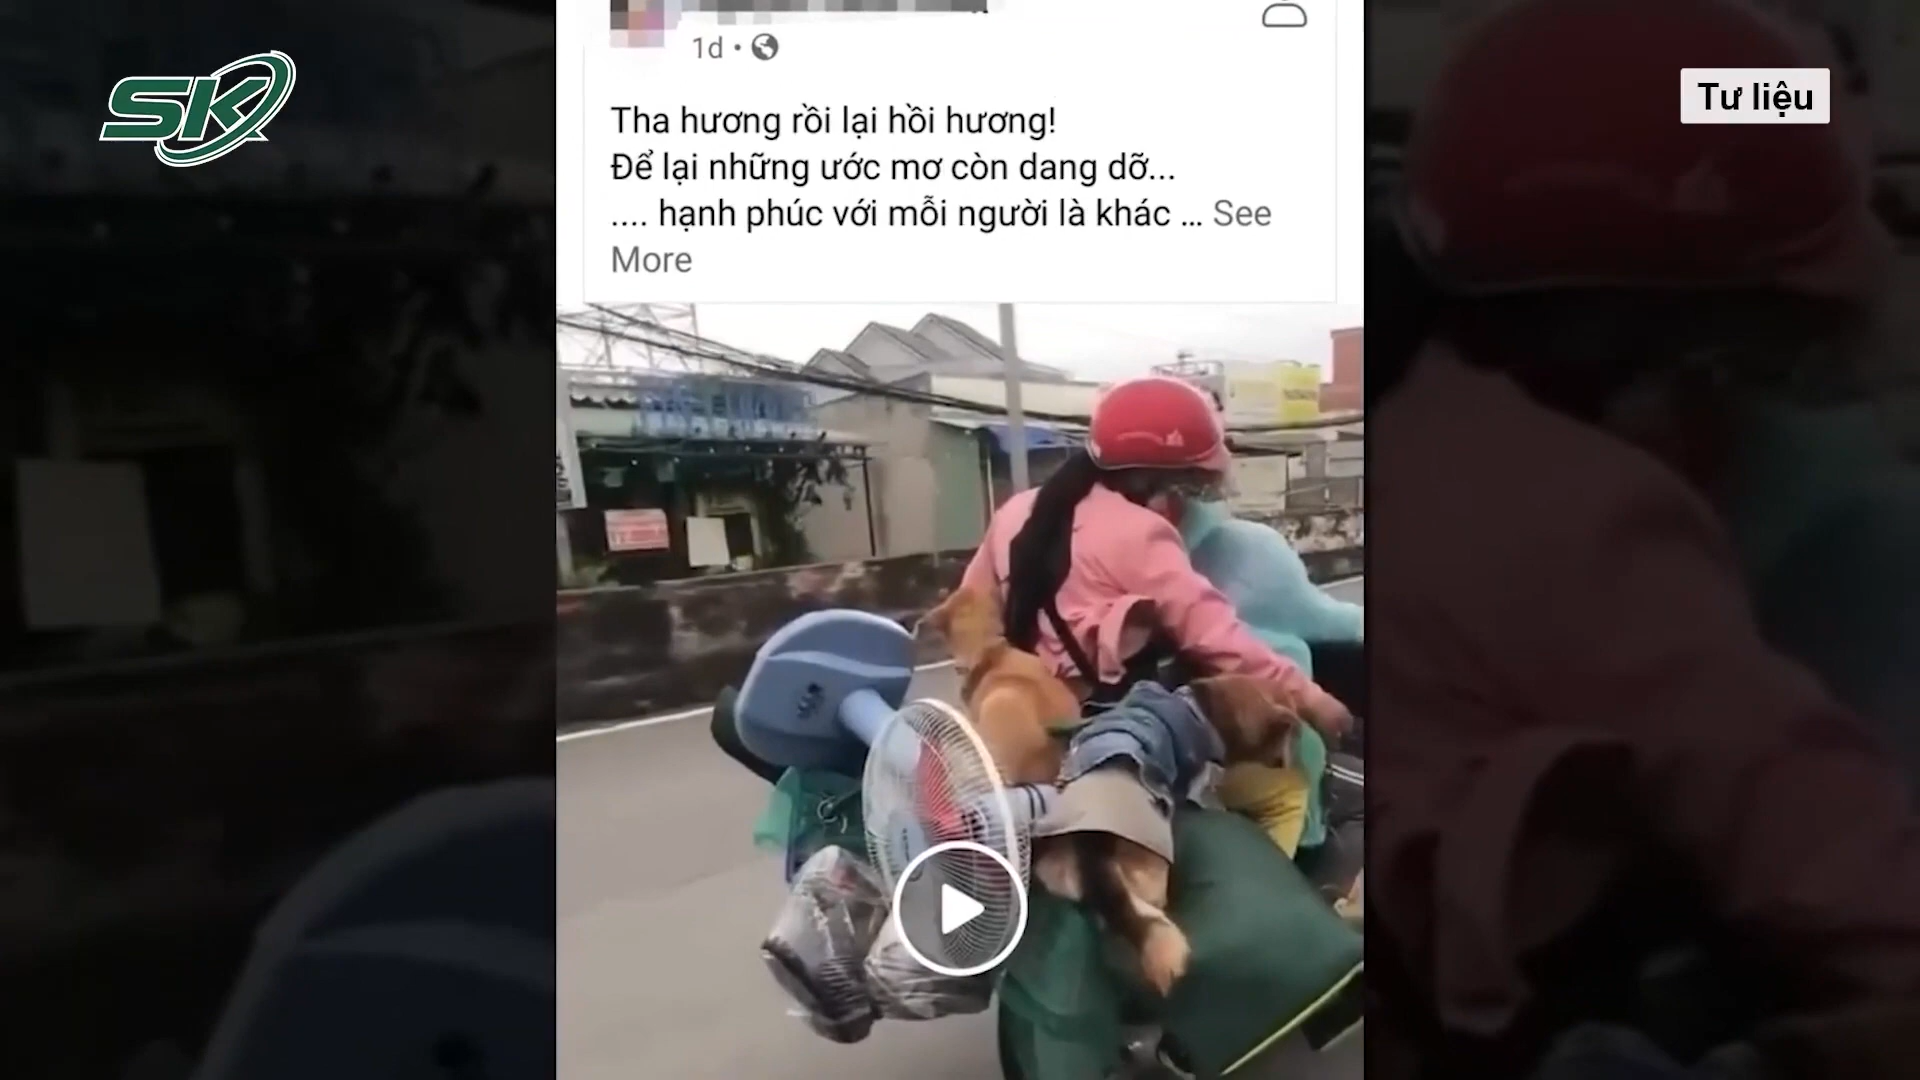 SK
Tư liệu
1d •
Tha hương rồi lại hồi hương!
Để lại những ước mơ còn dang dỡ...
.... hạnh phúc với mỗi người là khác ... See
More